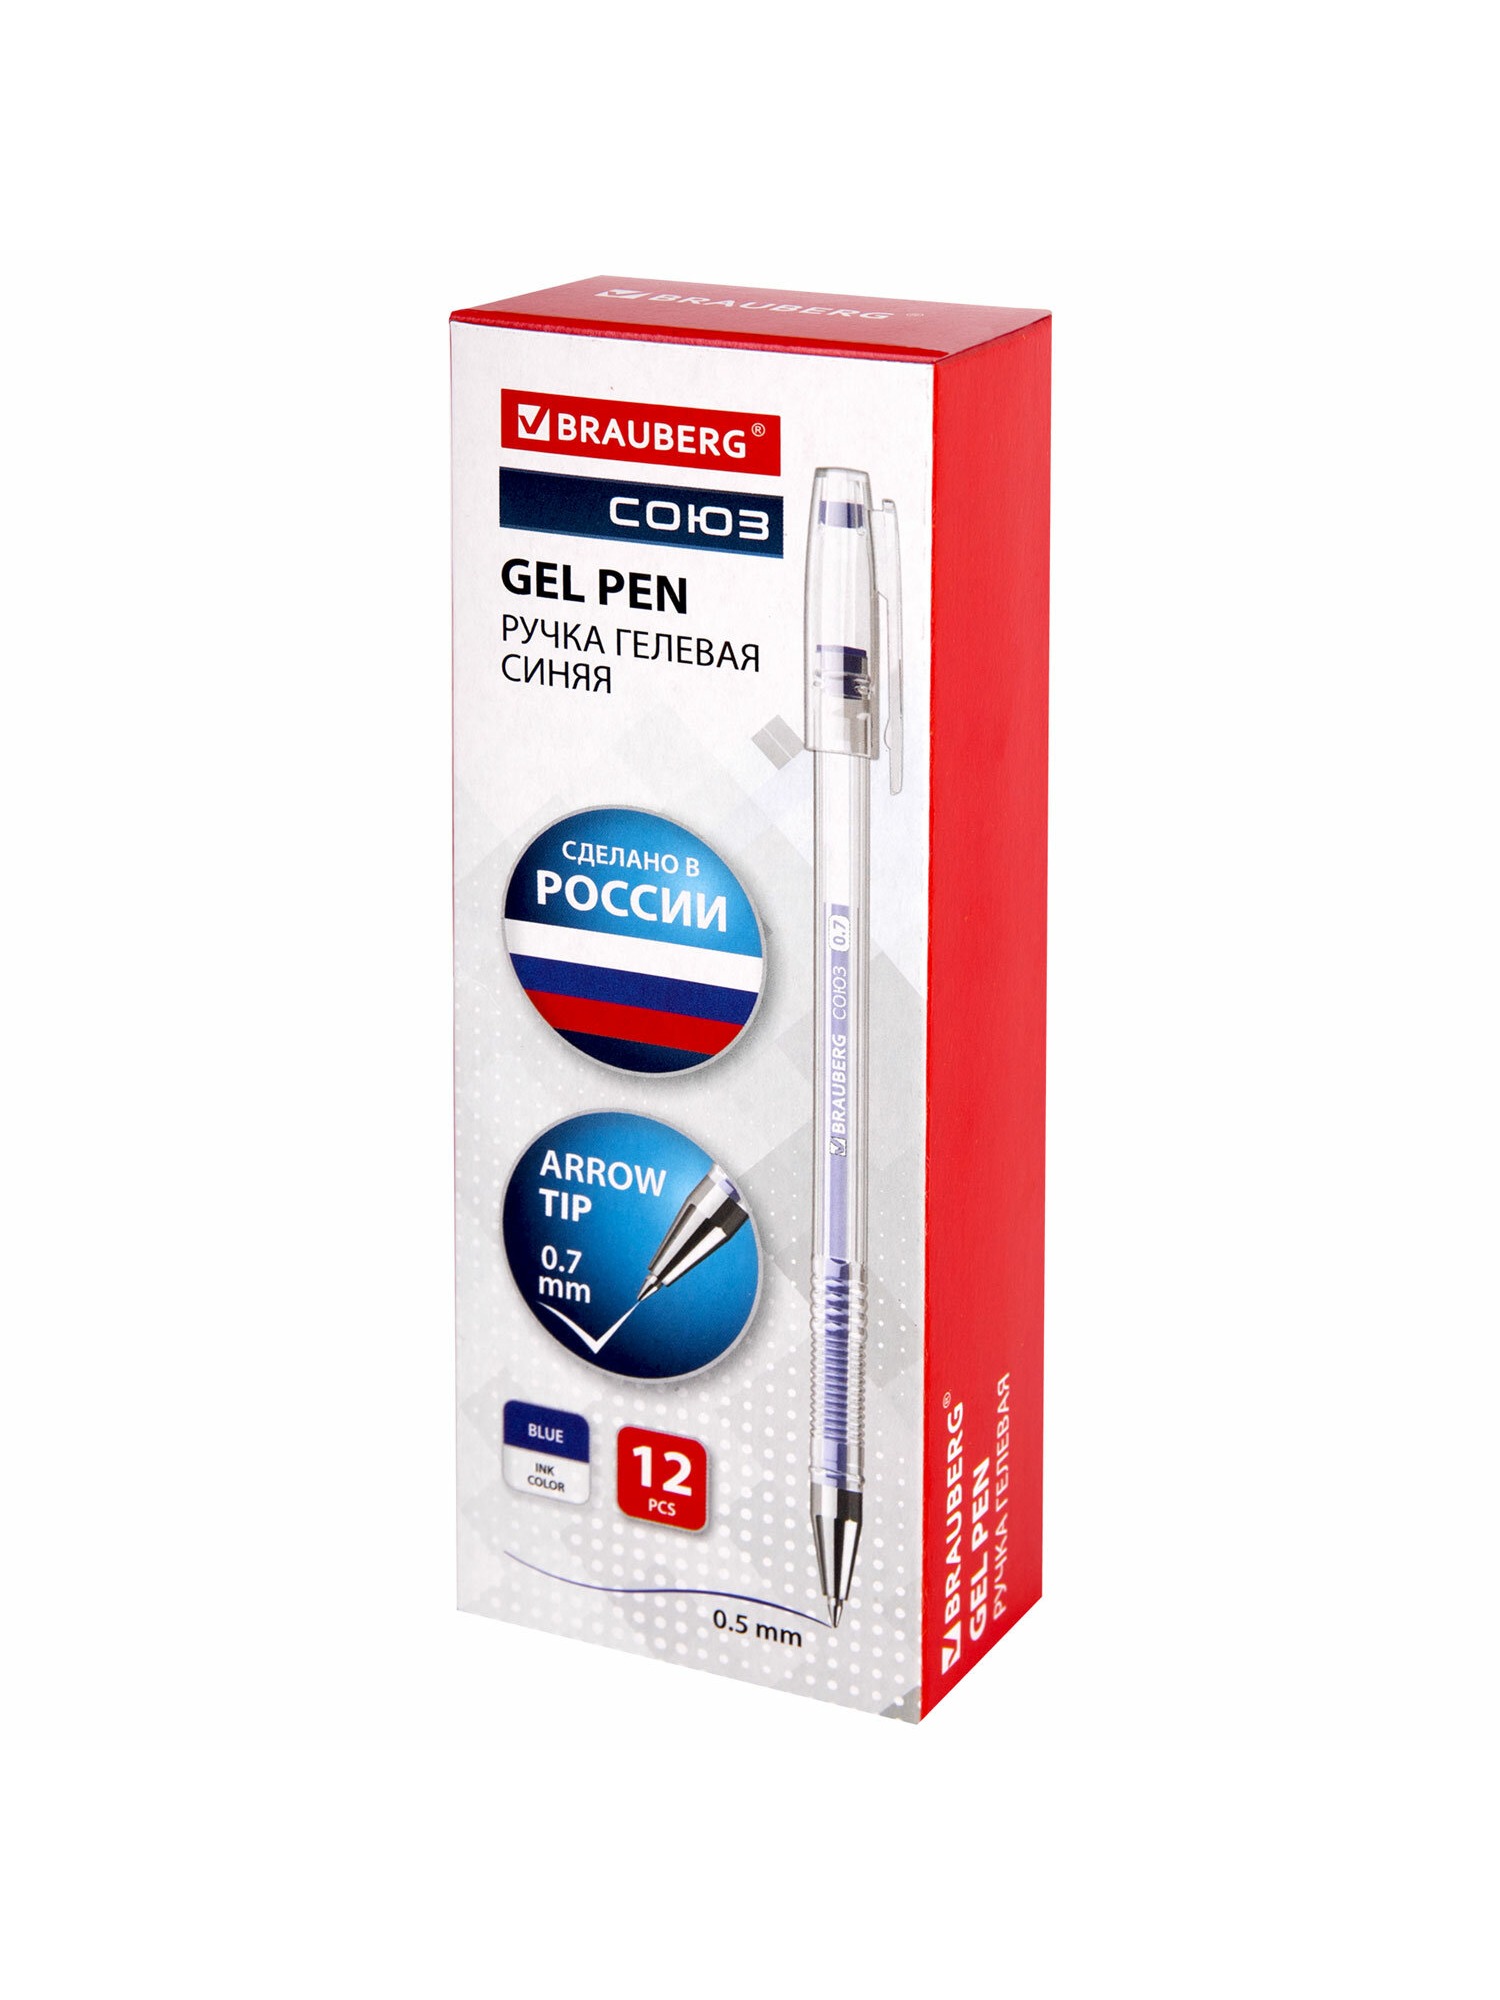 BRAUBERG ®
BRAUBERG®
СОЮЗ
GEL PEN
РУЧКА ГЕЛЕВАЯ
СИНЯЯ
СДЕЛАНО В
РОССИИ
ARROW
TIP
0.7
mm
BLUE
INK
COLOR
12
PCS
0.5 mm
BRAUBERG СОЮЗ 0.7
BRAUBERG®
GEL PEN
РУЧКА ГЕЛЕВАЯ